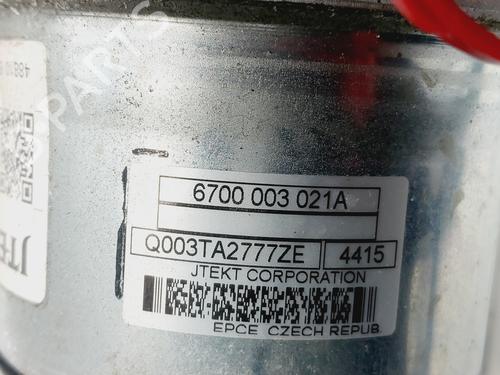 6700 003 021A
Q003TA2777ZE 4415
JTEKT CORPORATION
EPCE CZECH REPUB.